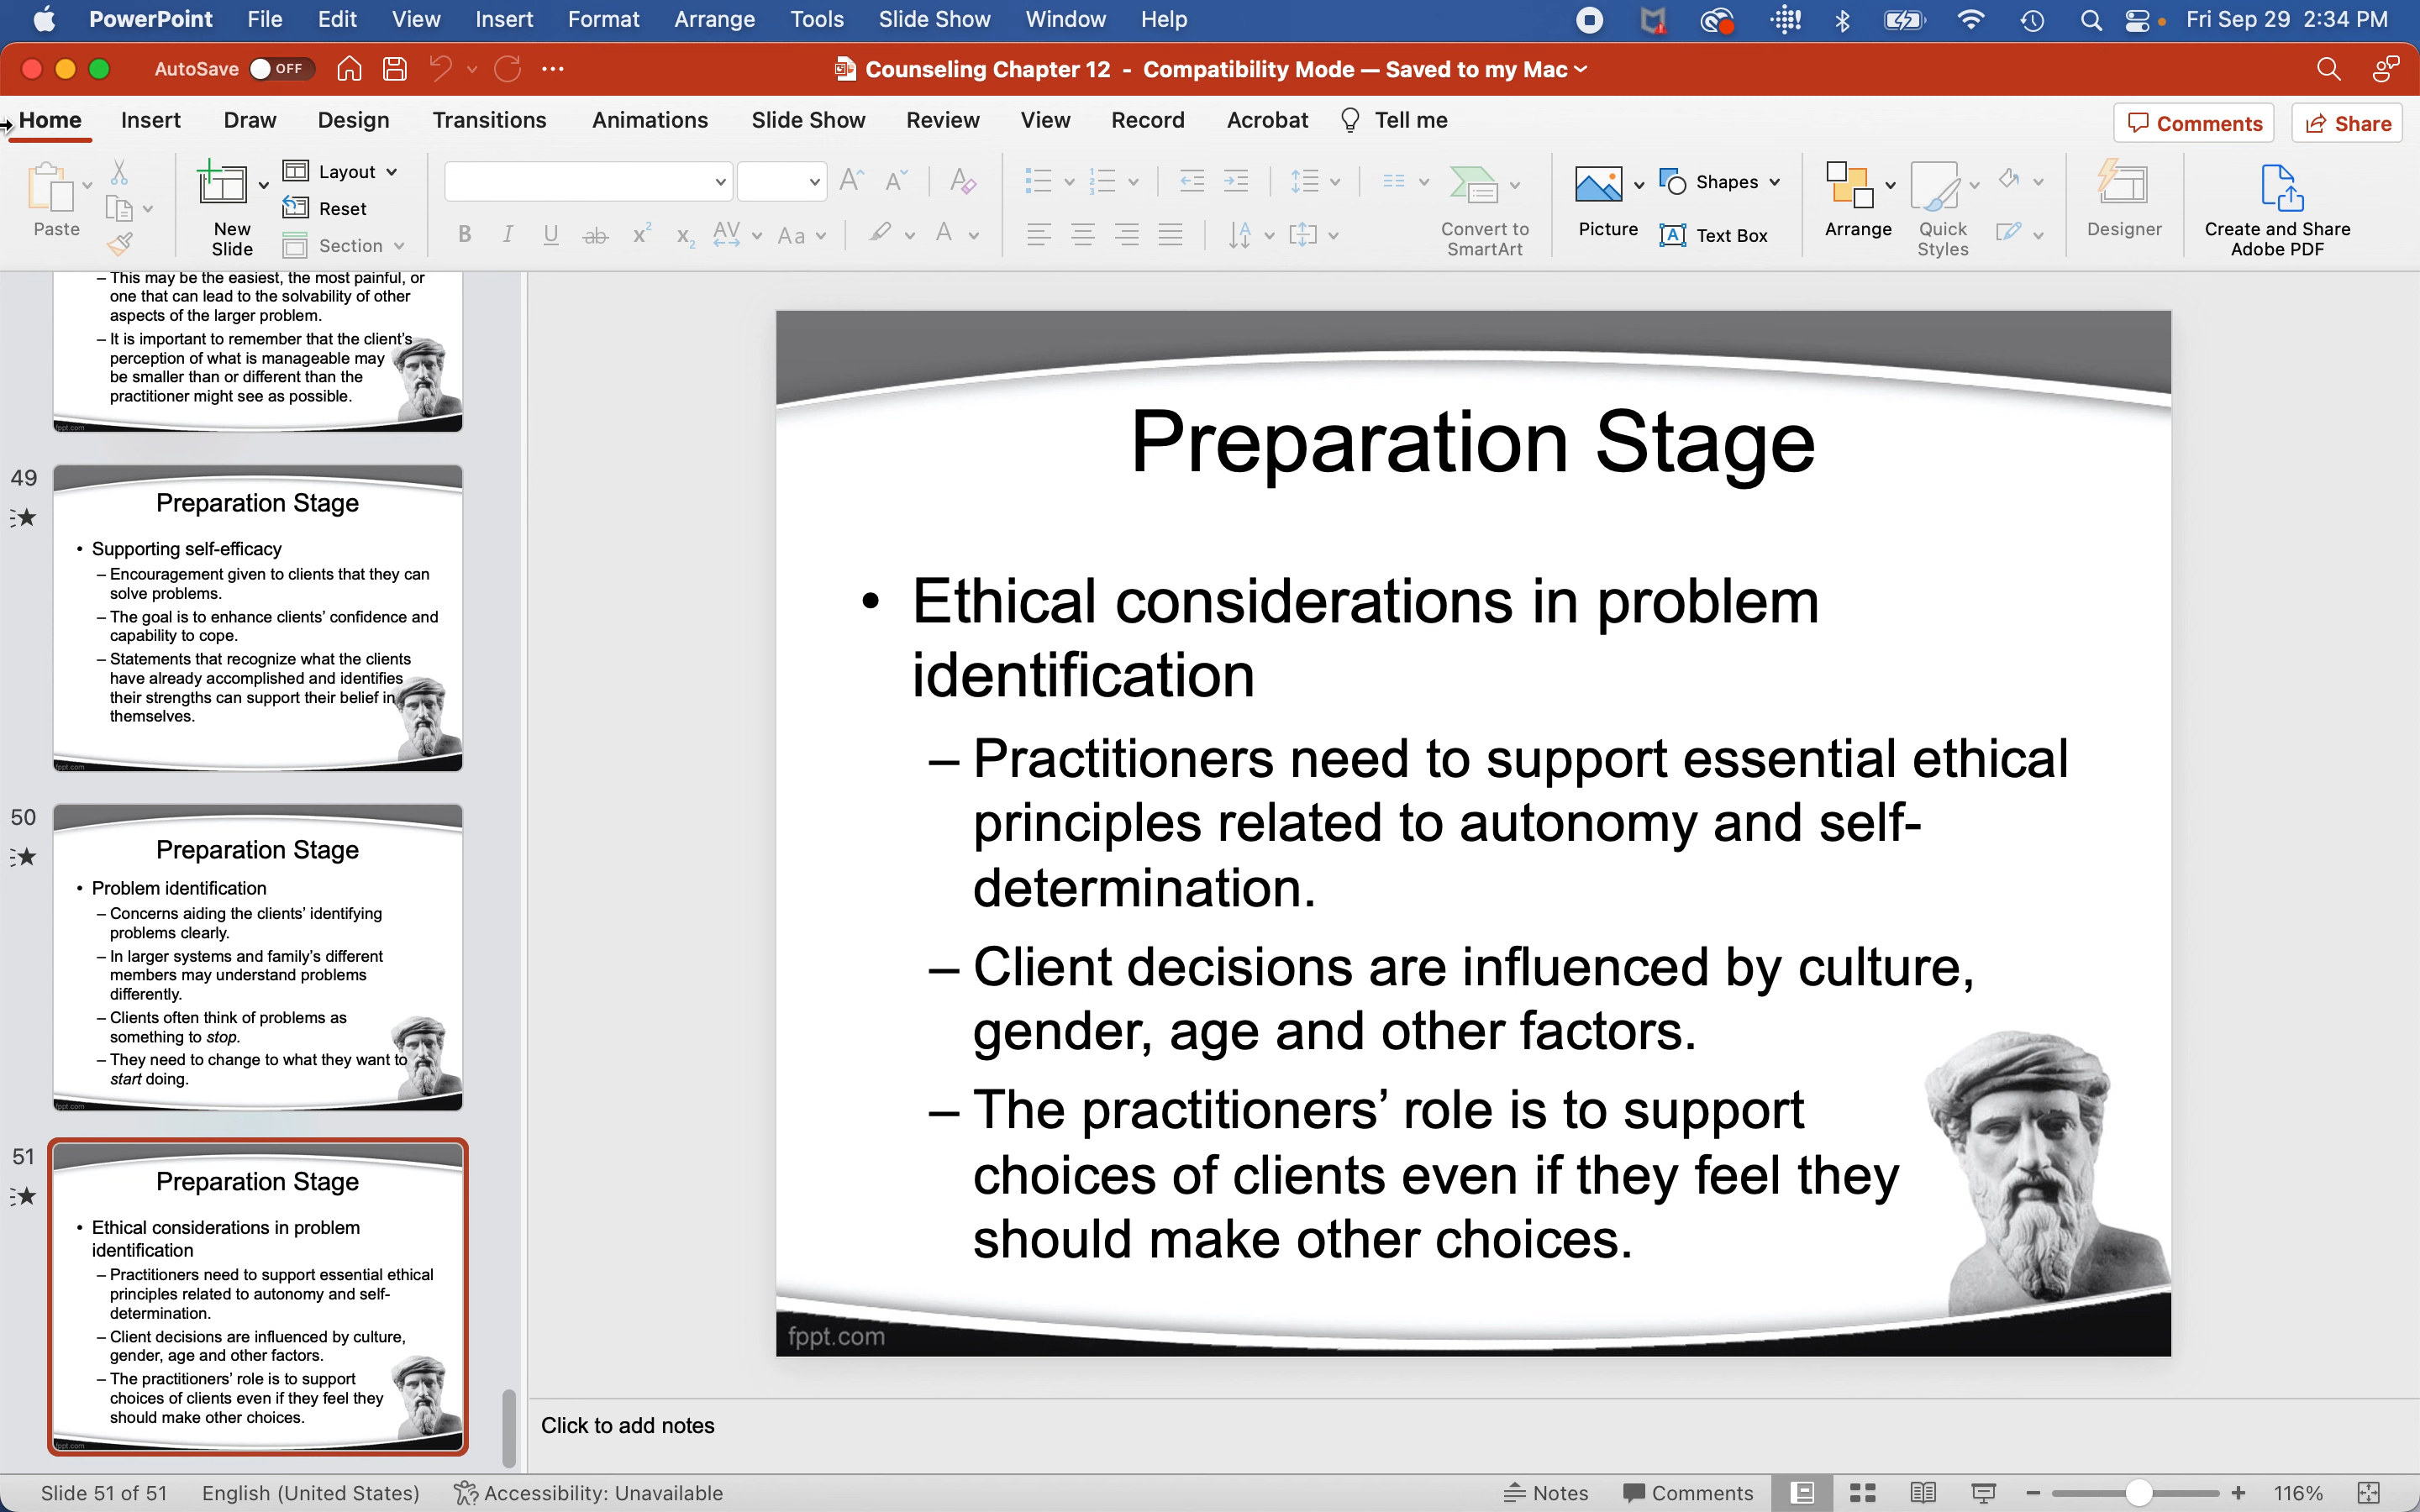 PowerPoint File Edit View Insert Format Arrange Tools Slide Show Window Help Fri Sep 29 2:34 PM
AutoSave OFF Counseling Chapter 12 - Compatibility Mode — Saved to my Mac
Home Insert Draw Design Transitions Animations Slide Show Review View Record Acrobat Tell me Comments Share
Paste
New Slide
Layout
Reset
Section
Convert to SmartArt
Picture
Shapes
Text Box
Arrange
Quick Styles
Designer
Create and Share Adobe PDF
– This may be the easiest, the most painful, or
one that can lead to the solvability of other
aspects of the larger problem.
– It is important to remember that the client's
perception of what is manageable may
be smaller than or different than the
practitioner might see as possible.
fppt.com
49
Preparation Stage
• Supporting self-efficacy
– Encouragement given to clients that they can
solve problems.
– The goal is to enhance clients' confidence and
capability to cope.
– Statements that recognize what the clients
have already accomplished and identifies
their strengths can support their belief in
themselves.
fppt.com
50
Preparation Stage
• Problem identification
– Concerns aiding the clients' identifying
problems clearly.
– In larger systems and family's different
members may understand problems
differently.
– Clients often think of problems as
something to stop.
– They need to change to what they want to
start doing.
fppt.com
51
Preparation Stage
• Ethical considerations in problem
identification
– Practitioners need to support essential ethical
principles related to autonomy and self-
determination.
– Client decisions are influenced by culture,
gender, age and other factors.
– The practitioners' role is to support
choices of clients even if they feel they
should make other choices.
fppt.com
Preparation Stage
• Ethical considerations in problem
identification
– Practitioners need to support essential ethical
principles related to autonomy and self-
determination.
– Client decisions are influenced by culture,
gender, age and other factors.
– The practitioners' role is to support
choices of clients even if they feel they
should make other choices.
fppt.com
Click to add notes
Slide 51 of 51 English (United States) Accessibility: Unavailable Notes Comments 116%